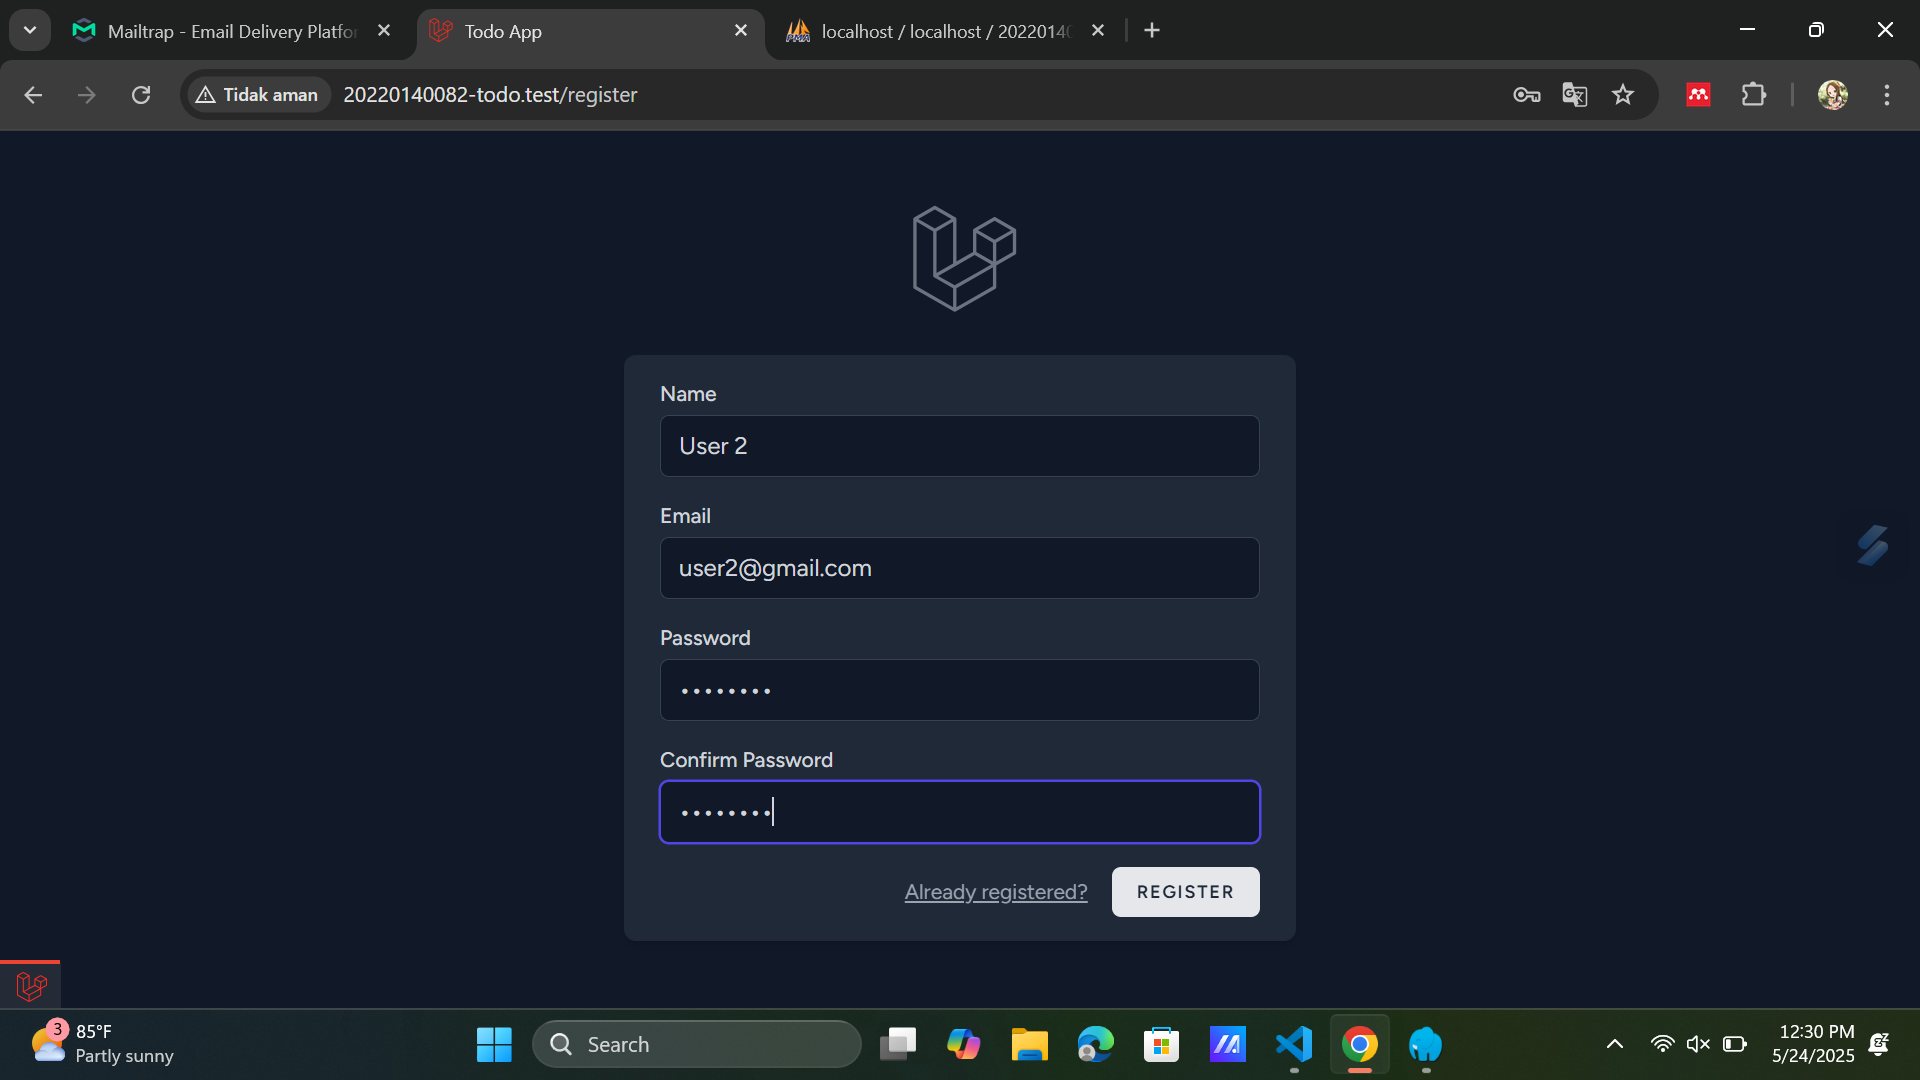 Mailtrap - Email Delivery Platfor
Todo App
localhost / localhost / 2022014
Tidak aman
20220140082-todo.test/register
Name
User 2
Email
user2@gmail.com
Password
••••••••
Confirm Password
••••••••
Already registered?
REGISTER
3
85°F
Partly sunny
Search
12:30 PM
5/24/2025